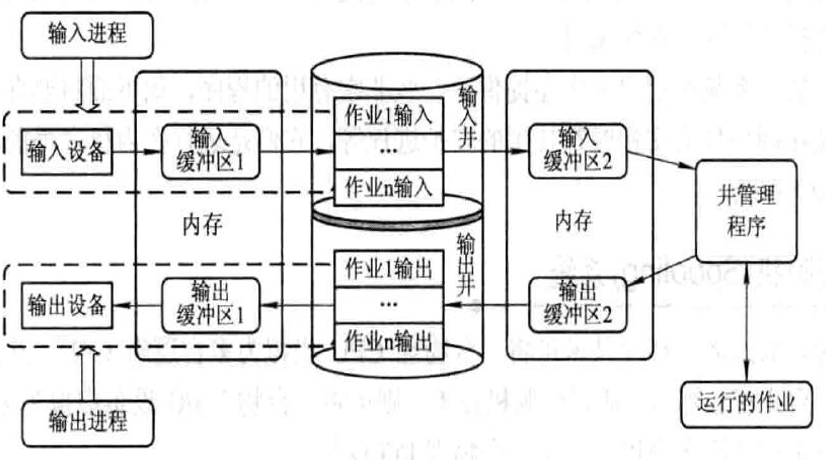 输入进程
输入设备
输入
缓冲区1
作业1输入
...
作业n输入
输入井
输入
缓冲区2
井管理
程序
内存
内存
输出设备
输出
缓冲区1
作业1输出
...
作业n输出
输出井
输出
缓冲区2
输出进程
运行的作业